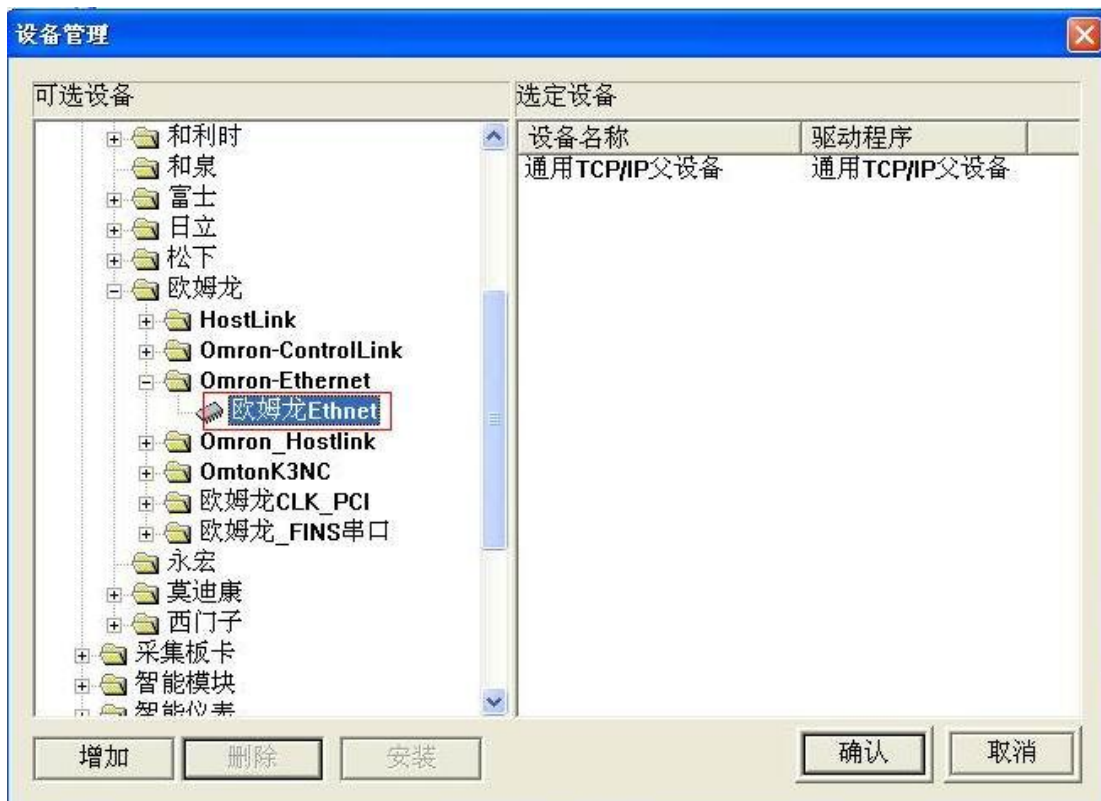 设备管理
可选设备
选定设备
和利时
和泉
富士
日立
松下
欧姆龙
HostLink
Omron-ControlLink
Omron-Ethernet
欧姆龙Ethnet
Omron_Hostlink
OmtonK3NC
欧姆龙CLK_PCI
欧姆龙_FINS串口
永宏
莫迪康
西门子
采集板卡
智能模块
智能仪表
设备名称 驱动程序
通用TCP/IP父设备 通用TCP/IP父设备
增加 删除 安装 确认 取消